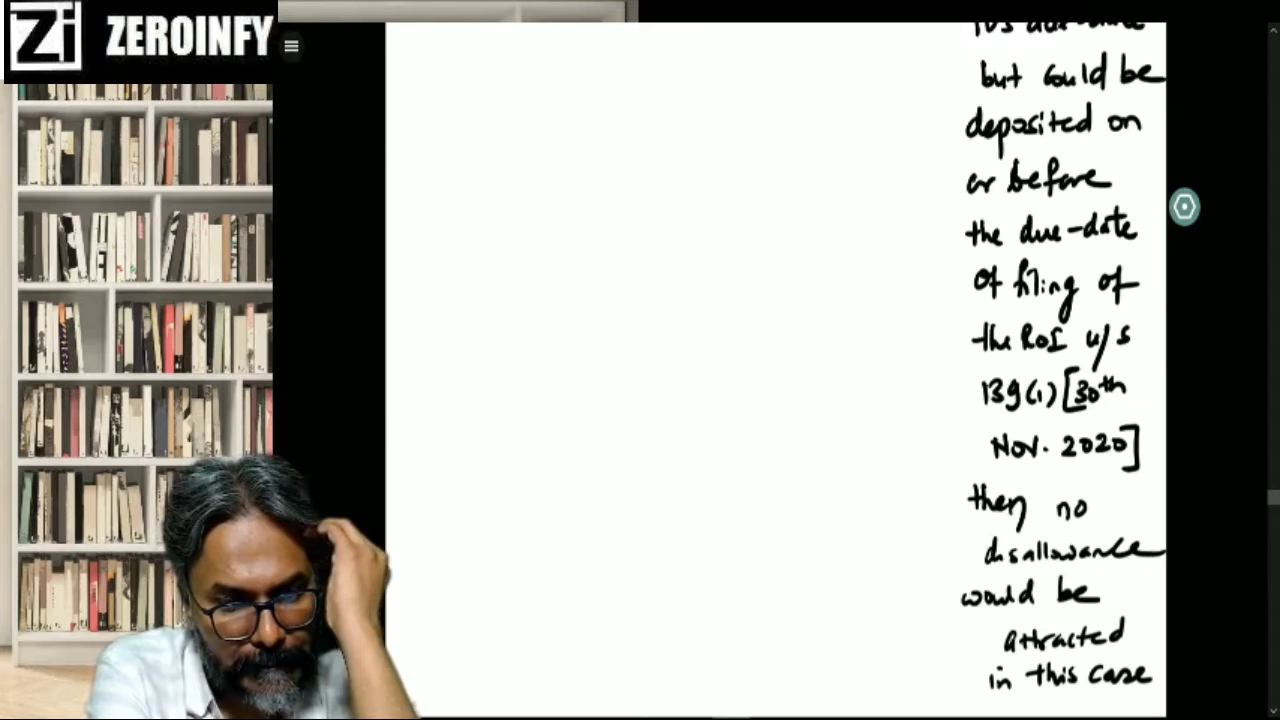 Zi ZEROINFY
but could be
deposited on
or before
the due-date
of filing of
the RoI u/s
139(1) [30th
Nov. 2020]
then no
disallowance
would be
attracted
in this case